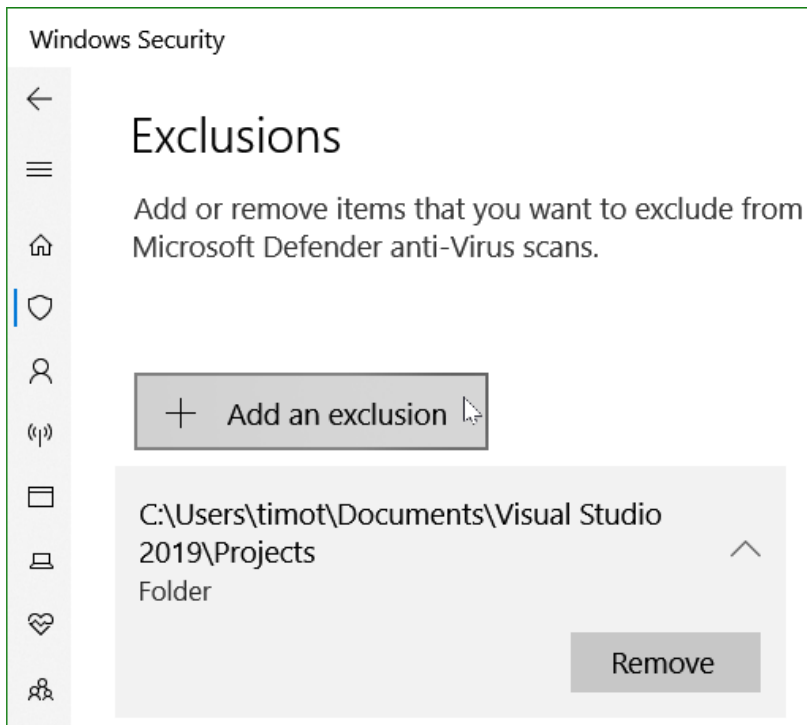 Windows Security
Exclusions
Add or remove items that you want to exclude from
Microsoft Defender anti-Virus scans.
Add an exclusion
C:\Users\timot\Documents\Visual Studio
2019\Projects
Folder
Remove